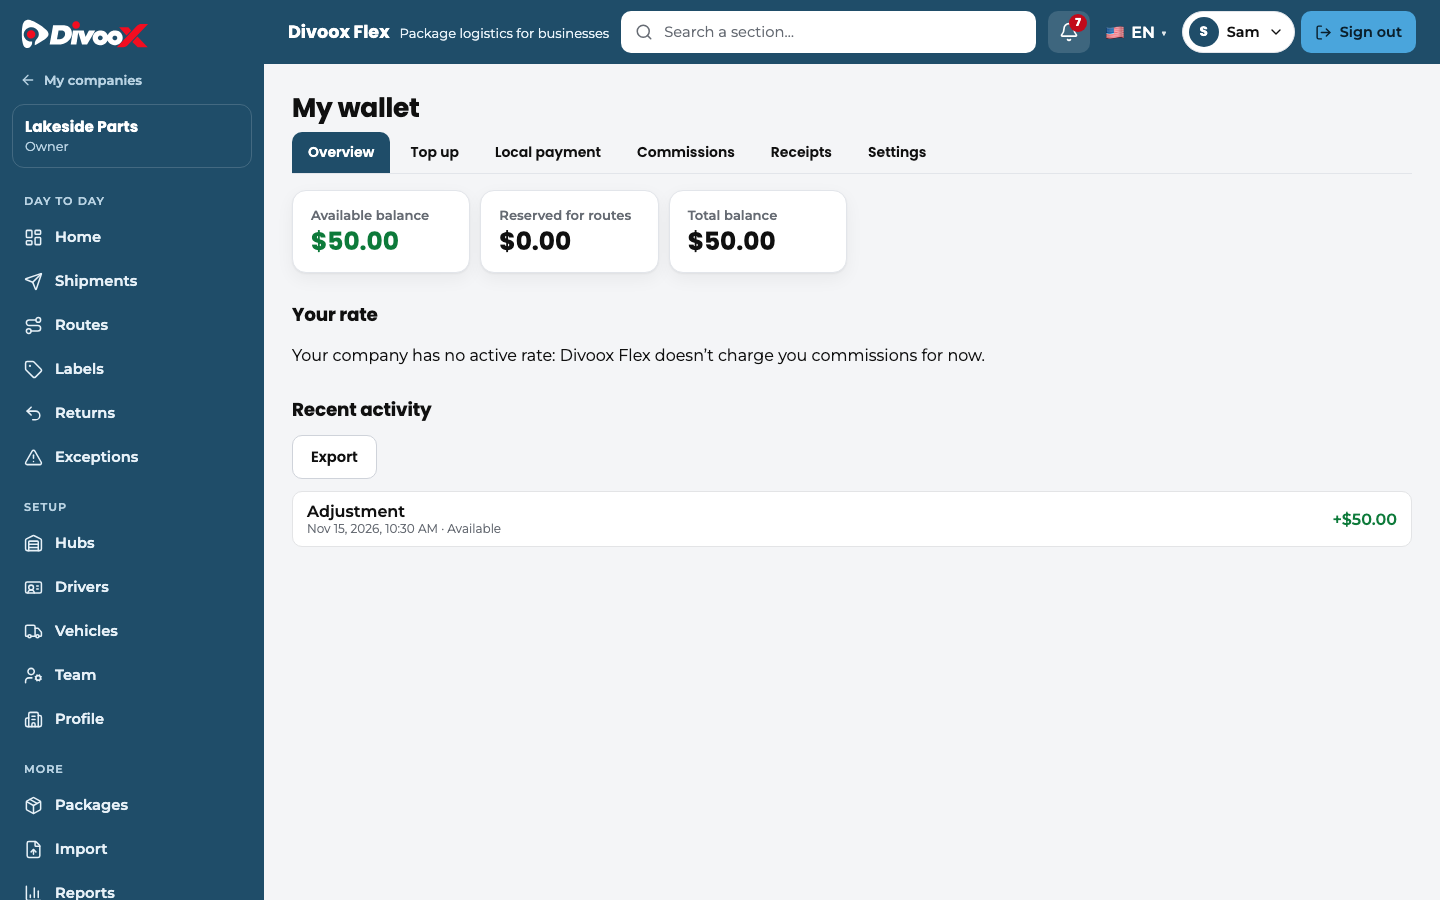 DivooX
Divoox Flex Package logistics for businesses
Search a section...
7
EN
S
Sam
Sign out
My companies
Lakeside Parts
Owner
DAY TO DAY
Home
Shipments
Routes
Labels
Returns
Exceptions
SETUP
Hubs
Drivers
Vehicles
Team
Profile
MORE
Packages
Import
Reports
My wallet
Overview
Top up
Local payment
Commissions
Receipts
Settings
Available balance
$50.00
Reserved for routes
$0.00
Total balance
$50.00
Your rate
Your company has no active rate: Divoox Flex doesn’t charge you commissions for now.
Recent activity
Export
Adjustment
Nov 15, 2026, 10:30 AM · Available
+$50.00